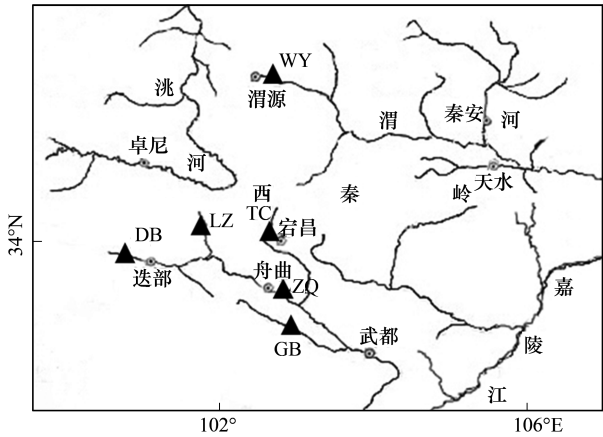 WY
洮
渭源
渭
秦安
河
卓尼
河
天水
西
秦
岭
TC
LZ
宕昌
34°N
DB
迭部
舟曲
ZQ
嘉
GB
武都
陵
江
102°
106°E